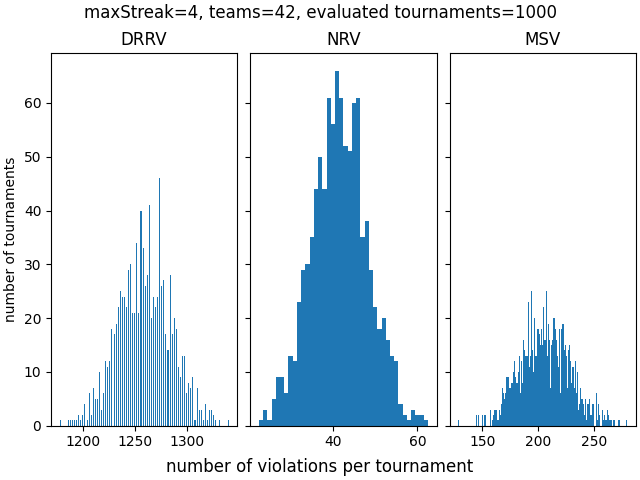 maxStreak=4, teams=42, evaluated tournaments=1000
DRRV NRV MSV
number of tournaments
60
50
40
30
20
10
0
1200 1250 1300 40 60 150 200 250
number of violations per tournament